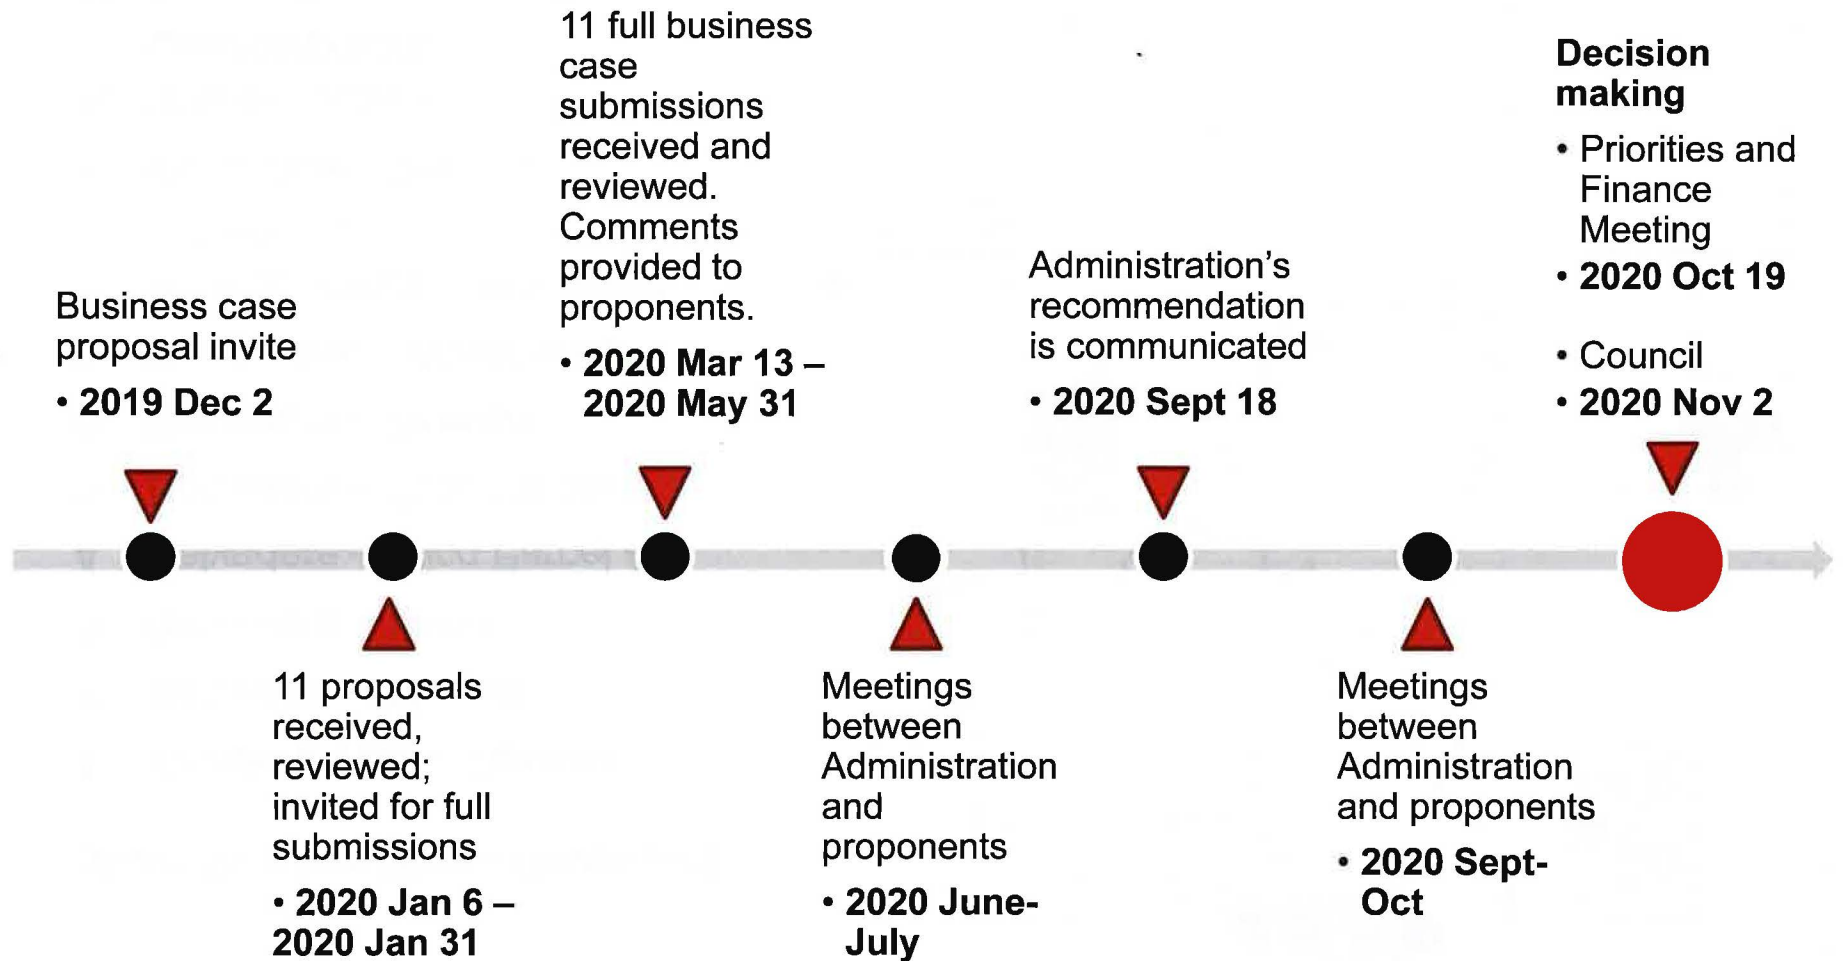 Business case
proposal invite
• 2019 Dec 2
11 proposals
received,
reviewed;
invited for full
submissions
• 2020 Jan 6 –
2020 Jan 31
11 full business
case
submissions
received and
reviewed.
Comments
provided to
proponents.
• 2020 Mar 13 –
2020 May 31
Meetings
between
Administration
and
proponents
• 2020 June-
July
Administration’s
recommendation
is communicated
• 2020 Sept 18
Meetings
between
Administration
and proponents
• 2020 Sept-
Oct
Decision
making
• Priorities and
Finance
Meeting
• 2020 Oct 19
• Council
• 2020 Nov 2